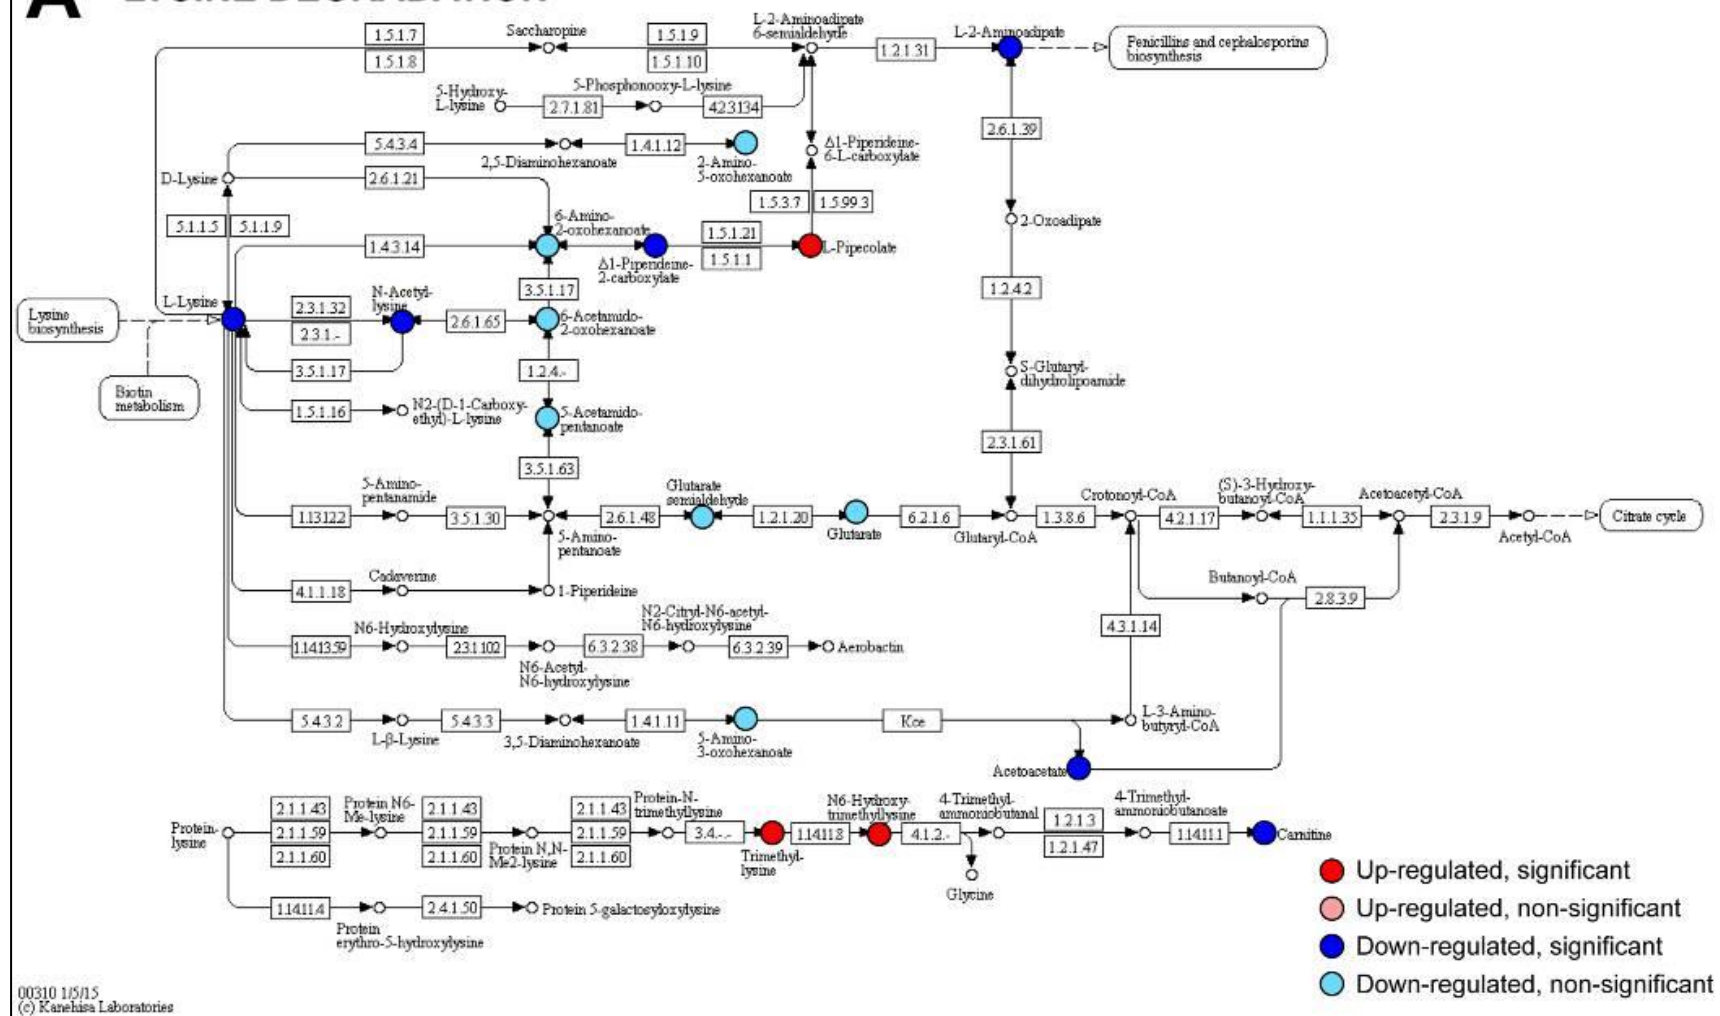 A LYSINE DEGRADATION
1.5.1.7
1.5.1.8
Saccharopine
1.5.1.9
1.5.1.10
L-2-Aminoadipate
6-semialdehyde
1.2.1.31
L-2-Aminoadipate
Penicillins and cephalosporins
biosynthesis
5-Hydroxy-
L-lysine
2.7.1.81
5-Phosphonooxy-L-lysine
4.2.3.134
2.6.1.39
5.4.3.4
2,5-Diaminohexanoate
1.4.1.12
2-Amino-
5-oxohexanoate
Δ1-Piperideine-
6-L-carboxylate
D-Lysine
2.6.1.21
1.5.3.7
1.5.99.3
5.1.1.5
5.1.1.9
1.4.3.14
6-Amino-
2-oxohexanoate
Δ1-Piperideine-
2-carboxylate
1.5.1.21
1.5.1.1
L-Pipecolate
2-Oxoadipate
3.5.1.17
1.2.4.2
Lysine
biosynthesis
L-Lysine
2.3.1.32
2.3.1.-
N-Acetyl-
lysine
2.6.1.65
6-Acetamido-
2-oxohexanoate
3.5.1.17
1.2.4.-
S-Glutaryl-
dihydrolipoamide
Biotin
metabolism
1.5.1.16
N2-(D-1-Carboxy-
ethyl)-L-lysine
5-Acetamido-
pentanoate
2.3.1.61
3.5.1.63
5-Amino-
pentanamide
1.13.12.2
3.5.1.30
5-Amino-
pentanoate
2.6.1.48
Glutarate
semialdehyde
1.2.1.20
Glutarate
6.2.1.6
Glutaryl-CoA
1.3.8.6
Crotonoyl-CoA
4.2.1.17
(S)-3-Hydroxy-
butanoyl-CoA
1.1.1.35
Acetoacetyl-CoA
2.3.1.9
Acetyl-CoA
Citrate cycle
4.1.1.18
Cadaverine
1-Piperideine
Butanoyl-CoA
2.8.3.9
4.3.1.14
N6-Hydroxylysine
1.14.13.59
2.3.1.102
N6-Acetyl-
N6-hydroxylysine
6.3.2.38
N2-Citryl-N6-acetyl-
N6-hydroxylysine
6.3.2.39
Aerobactin
5.4.3.2
L-β-Lysine
5.4.3.3
3,5-Diaminohexanoate
1.4.1.11
5-Amino-
3-oxohexanoate
Kce
L-3-Amino-
butyryl-CoA
Acetoacetate
Protein-
lysine
2.1.1.43
2.1.1.59
2.1.1.60
Protein N6-
Me-lysine
2.1.1.43
2.1.1.59
2.1.1.60
Protein N,N-
Me2-lysine
2.1.1.43
2.1.1.59
2.1.1.60
Protein-N-
trimethyllysine
3.4.-.-
Trimethyl-
lysine
1.14.11.8
N6-Hydroxy-
trimethyllysine
4.1.2.-
4-Trimethyl-
ammoniobutanal
Glycine
1.2.1.3
1.2.1.47
4-Trimethyl-
ammoniobutanoate
1.14.11.1
Carnitine
1.14.11.4
Protein
erythro-5-hydroxylysine
2.4.1.50
Protein 5-galactosyloxylysine
Up-regulated, significant
Up-regulated, non-significant
Down-regulated, significant
Down-regulated, non-significant
00310 1/5/15
(c) Kanehisa Laboratories